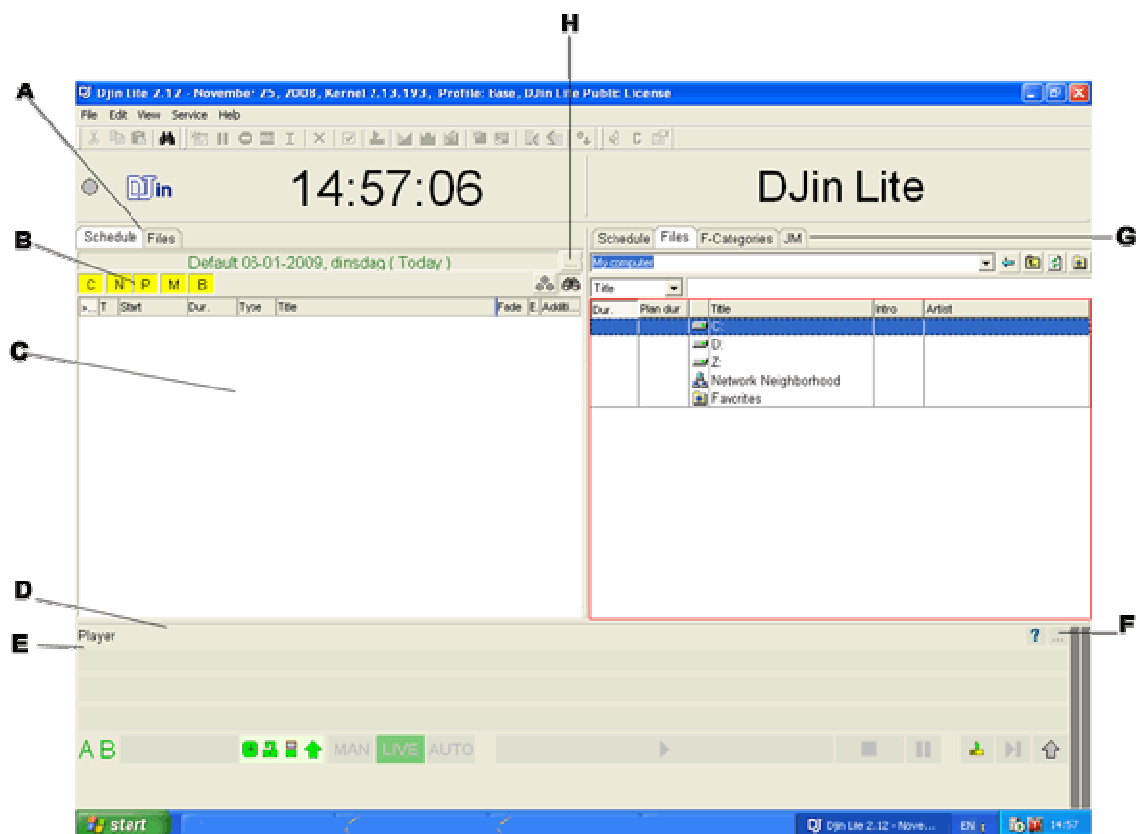 H
A
DJin Lite 2.12 - November 25, 2008, Kernel 2.13.193, Profile: Base, DJin Lite Public License
File Edit View Service Help
DJin
14:57:06
DJin Lite
Schedule Files
Schedule Files F-Categories JM
G
B
Default 06-01-2009, dinsdag ( Today )
...
My computer
C N P M B
Title
>... T Start Dur. Type Title Fade E Additi...
Dur. Plan dur Title Intro Artist
C:
D:
Z:
Network Neighborhood
Favorites
C
D
E
Player
?
...
F
A B
MAN LIVE AUTO
start
DJin Lite 2.12 - Nove...
EN
14:57